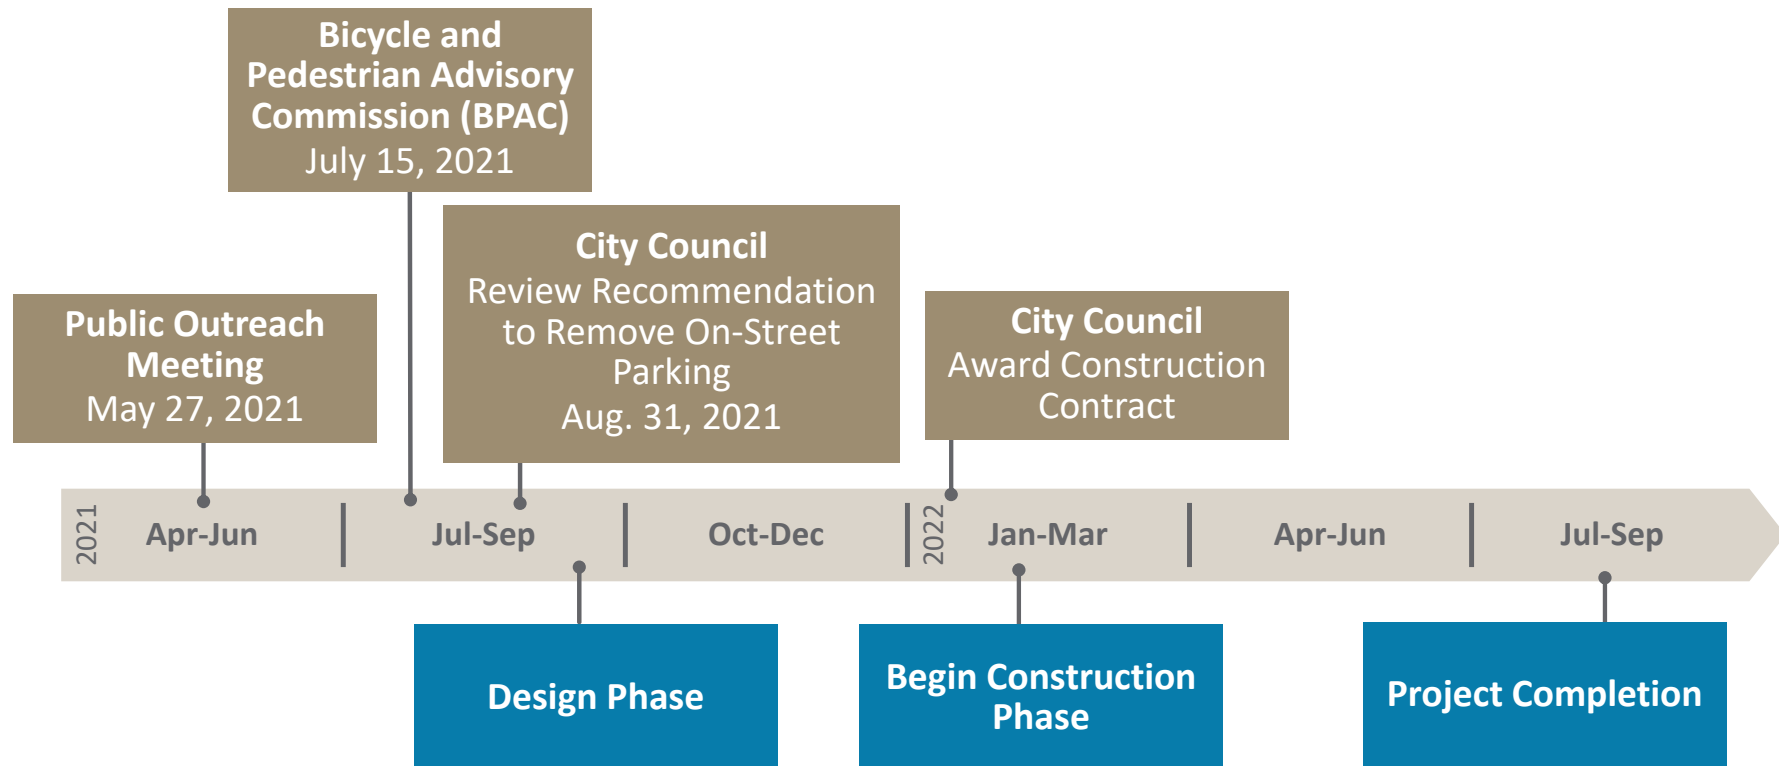 Bicycle and
Pedestrian Advisory
Commission (BPAC)
July 15, 2021
City Council
Review Recommendation
to Remove On-Street
Parking
Aug. 31, 2021
Public Outreach
Meeting
May 27, 2021
City Council
Award Construction
Contract
2021
Apr-Jun
Jul-Sep
Oct-Dec
2022
Jan-Mar
Apr-Jun
Jul-Sep
Design Phase
Begin Construction
Phase
Project Completion